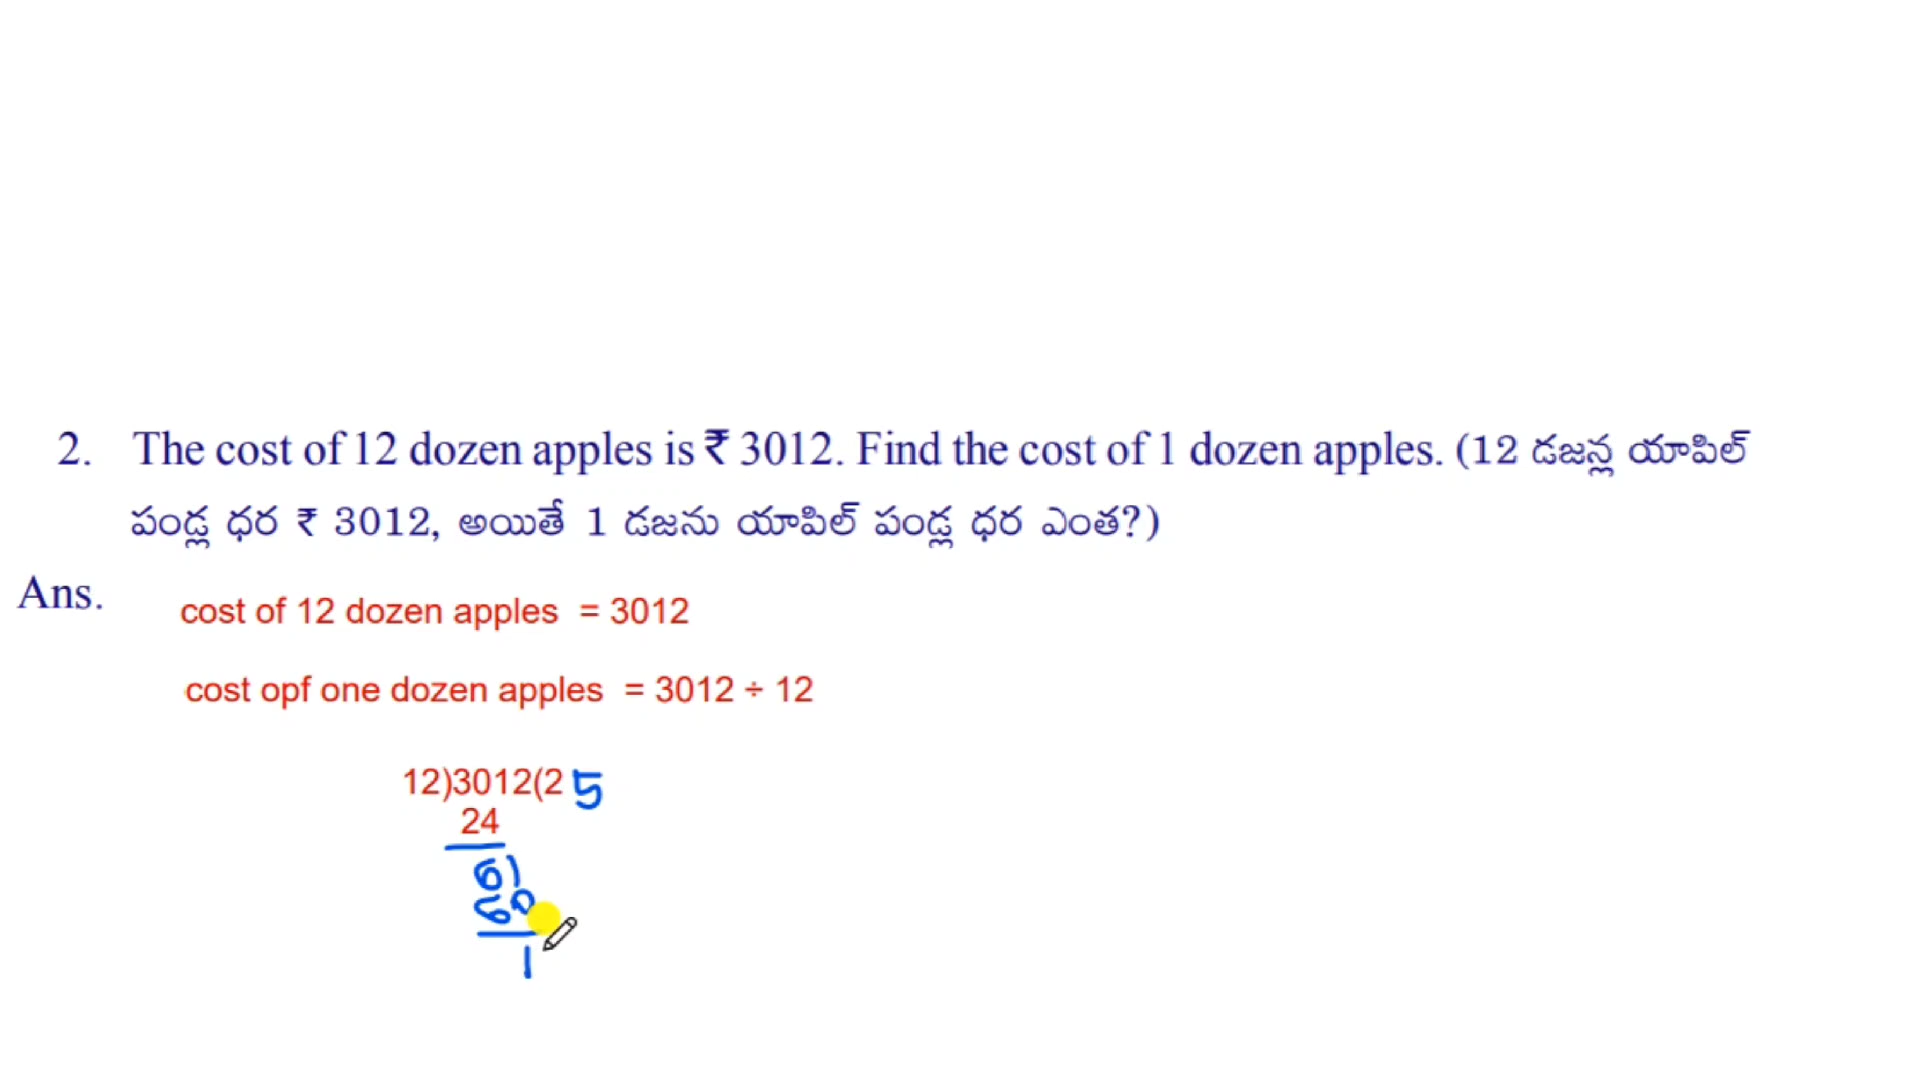 2. The cost of 12 dozen apples is ₹ 3012. Find the cost of 1 dozen apples. (12 డజన్ల యాపిల్
పండ్ల ధర ₹ 3012, అయితే 1 డజను యాపిల్ పండ్ల ధర ఎంత?)
Ans.
cost of 12 dozen apples = 3012
cost opf one dozen apples = 3012 ÷ 12
12)3012(2 5
24
61
60
1